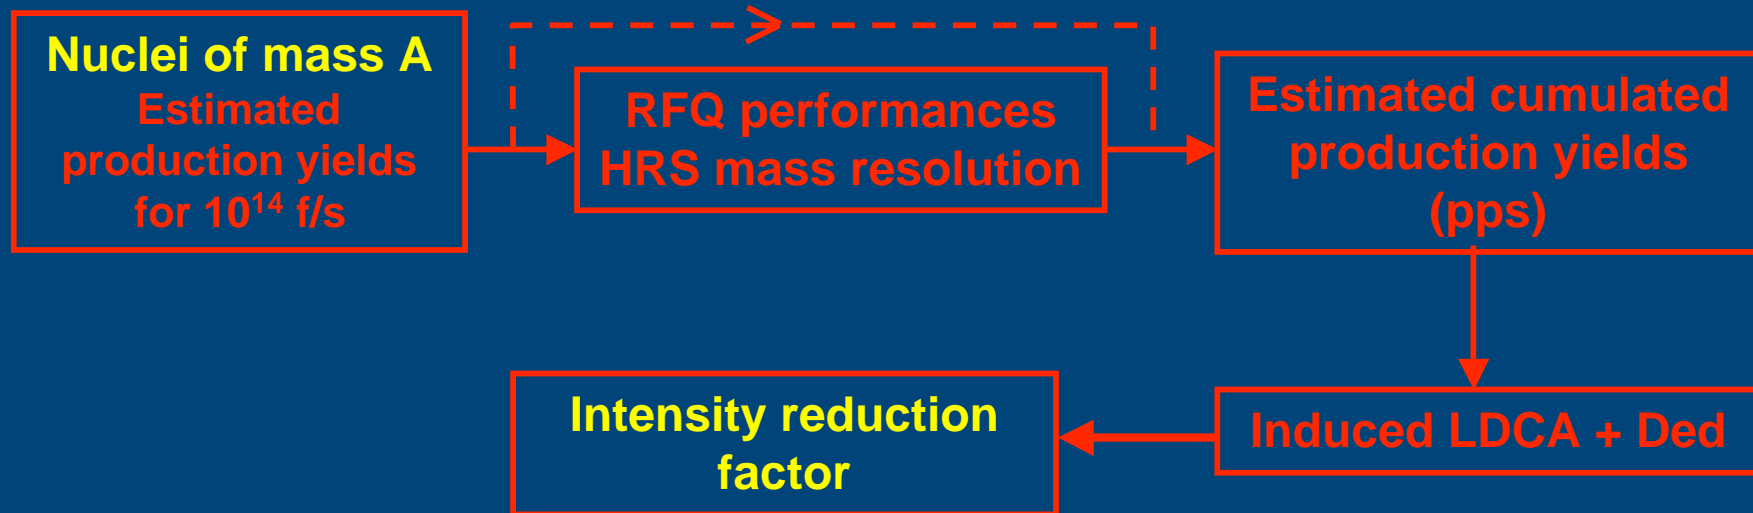 Nuclei of mass A
Estimated
production yields
for 10¹⁴ f/s
RFQ performances
HRS mass resolution
Estimated cumulated
production yields
(pps)
Induced LDCA + Ded
Intensity reduction
factor